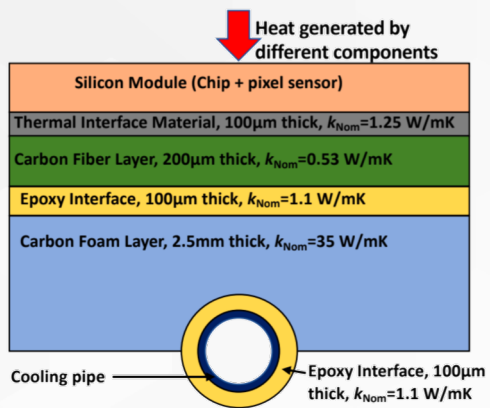 Heat generated by
different components
Silicon Module (Chip + pixel sensor)
Thermal Interface Material, 100μm thick, kNom=1.25 W/mK
Carbon Fiber Layer, 200μm thick, kNom=0.53 W/mK
Epoxy Interface, 100μm thick, kNom=1.1 W/mK
Carbon Foam Layer, 2.5mm thick, kNom=35 W/mK
Cooling pipe
Epoxy Interface, 100μm
thick, kNom=1.1 W/mK